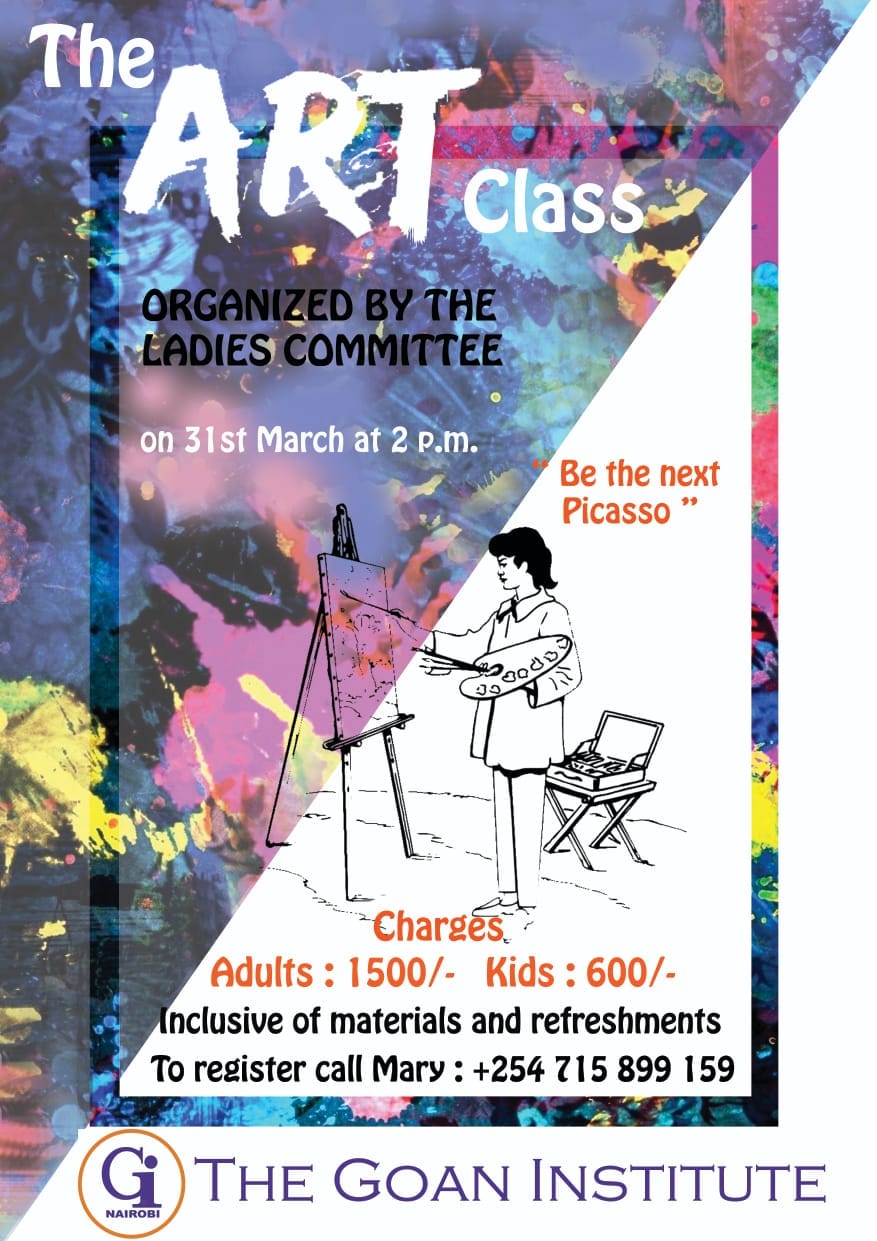 The
ART
Class
ORGANIZED BY THE
LADIES COMMITTEE
on 31st March at 2 p.m.
“ Be the next
Picasso ”
Charges
Adults : 1500/- Kids : 600/-
Inclusive of materials and refreshments
To register call Mary : +254 715 899 159
Gi
NAIROBI
THE GOAN INSTITUTE